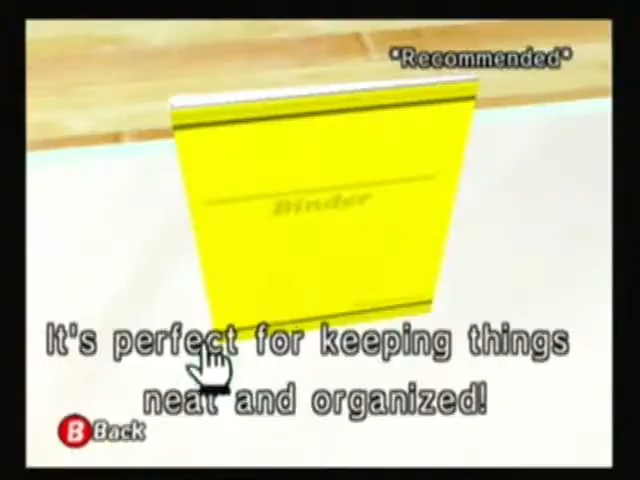 *Recommended*
Binder
It's perfect for keeping things
neat and organized!
B Back